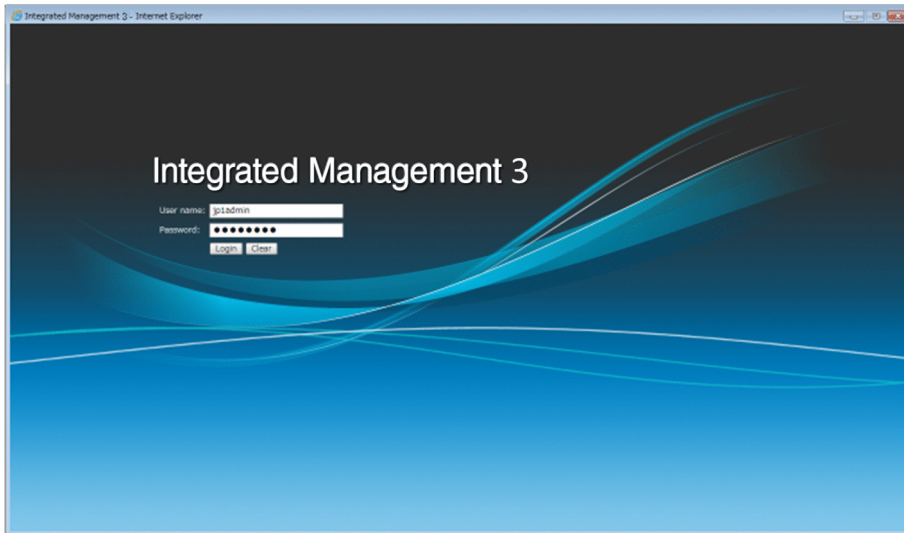 Integrated Management 3 - Internet Explorer
Integrated Management 3
User name: jp1admin
Password: ●●●●●●●●
Login Clear